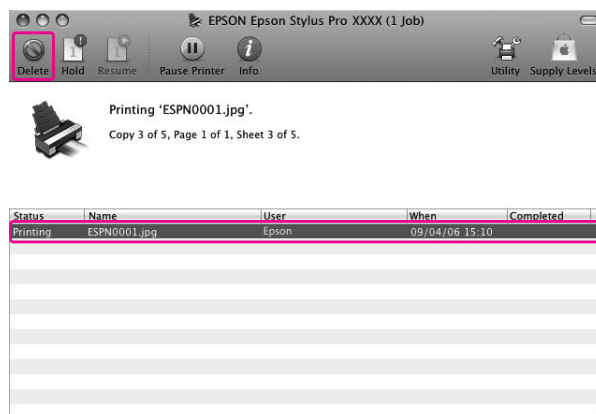 EPSON Epson Stylus Pro XXXX (1 Job)
Delete Hold Resume Pause Printer Info Utility Supply Levels
Printing ‘ESPN0001.jpg’.
Copy 3 of 5, Page 1 of 1, Sheet 3 of 5.
Status Name User When Completed
Printing ESPN0001.jpg Epson 09/04/06 15:10